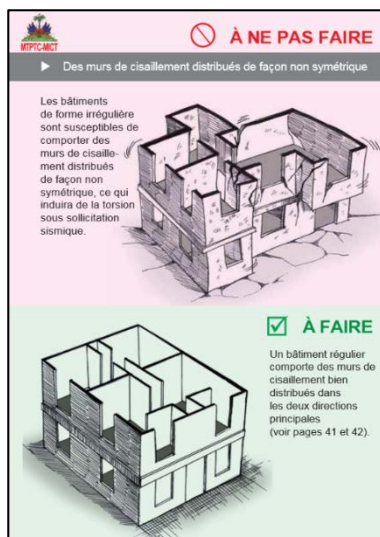 MTPTC-MICT
À NE PAS FAIRE
Des murs de cisaillement distribués de façon non symétrique
Les bâtiments
de forme irrégulière
sont susceptibles de
comporter des
murs de cisaille-
ment distribués
de façon non
symétrique, ce qui
induira de la torsion
sous sollicitation
sismique.
À FAIRE
Un bâtiment régulier
comporte des murs de
cisaillement bien
distribués dans
les deux directions
principales
(voir pages 41 et 42).